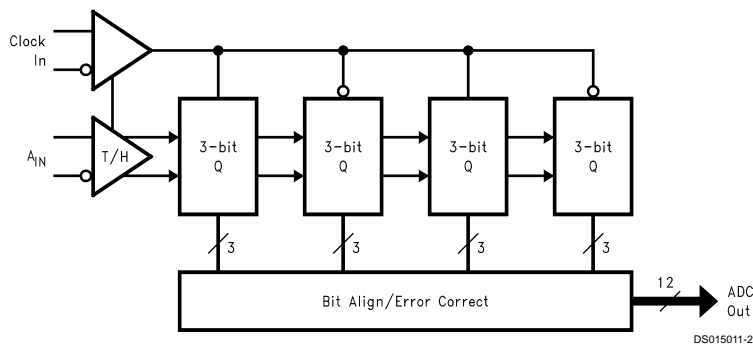 Clock
In
A_IN
T/H
3-bit
Q
3-bit
Q
3-bit
Q
3-bit
Q
3
3
3
3
Bit Align/Error Correct
12
ADC
Out
DS015011-2